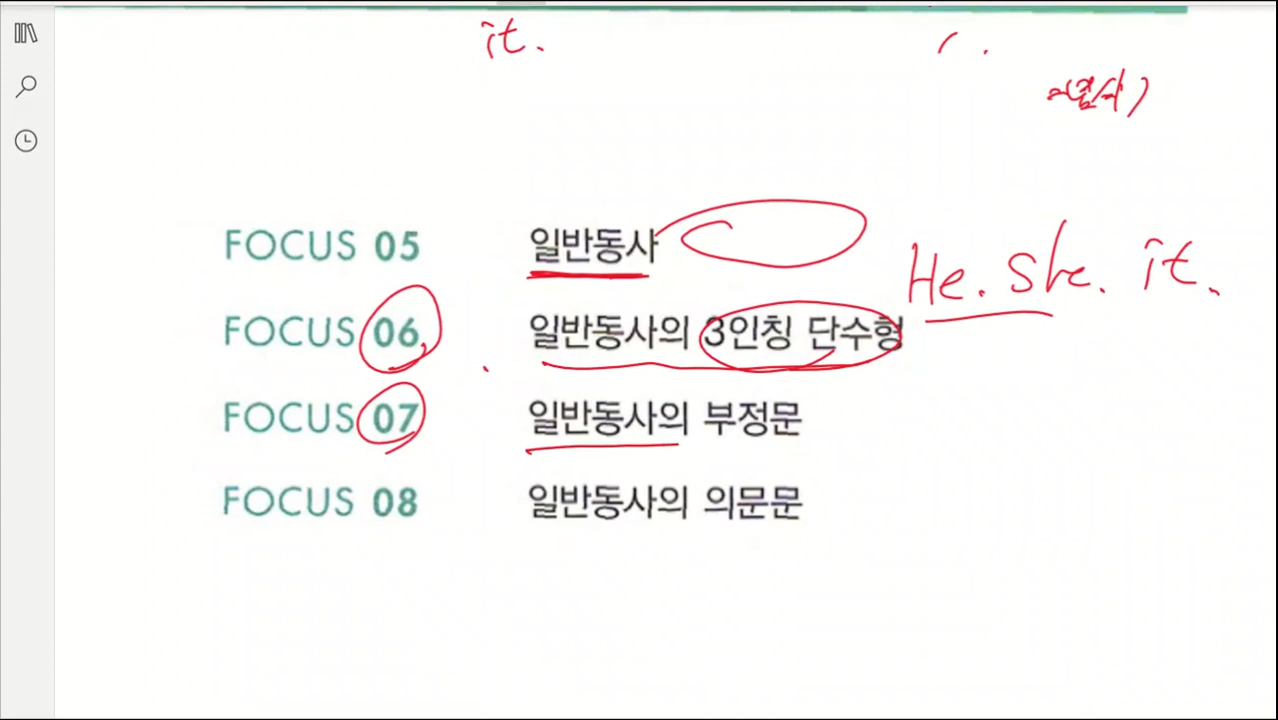 it.
FOCUS 05 일반동사
He. She. it.
FOCUS 06 일반동사의 3인칭 단수형
FOCUS 07 일반동사의 부정문
FOCUS 08 일반동사의 의문문